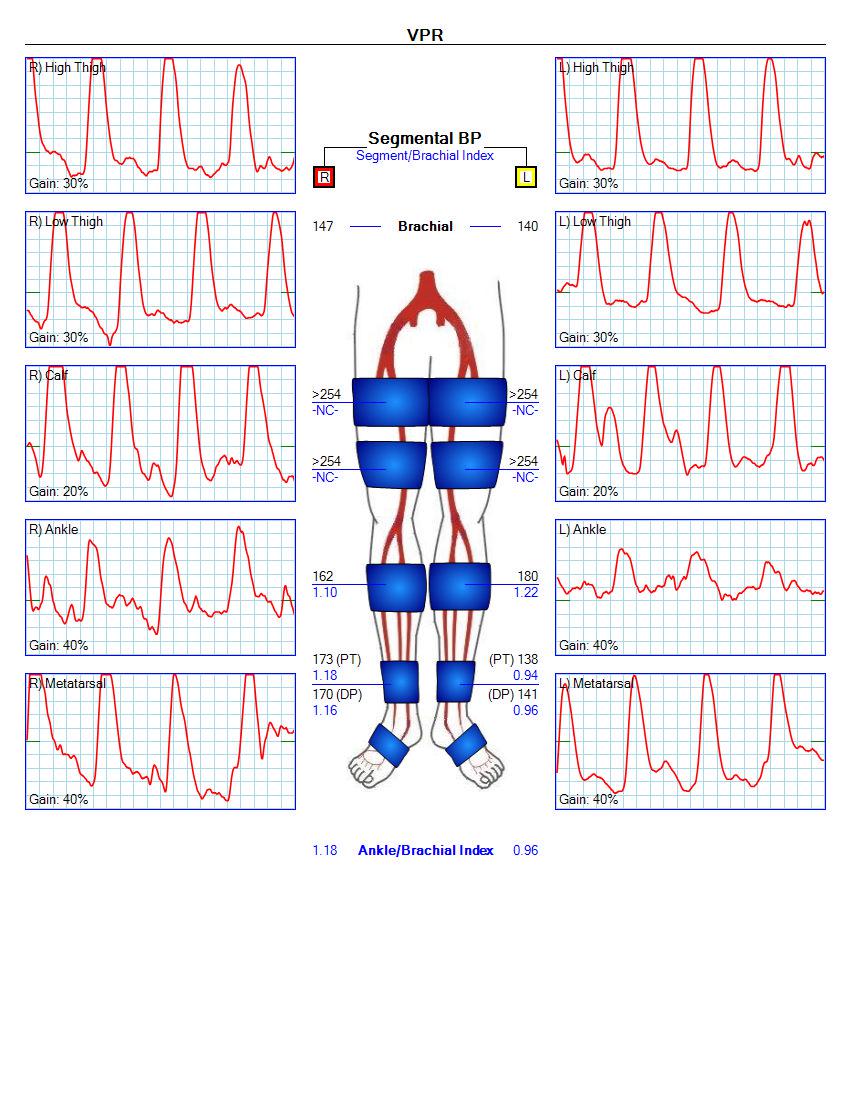 VPR
R) High Thigh
Gain: 30%
R) Low Thigh
Gain: 30%
R) Calf
Gain: 20%
R) Ankle
Gain: 40%
R) Metatarsal
Gain: 40%
Segmental BP
Segment/Brachial Index
R
L
147 Brachial 140
>254 >254
-NC- -NC-
>254 >254
-NC- -NC-
162 180
1.10 1.22
173 (PT) (PT) 138
1.18 0.94
170 (DP) (DP) 141
1.16 0.96
1.18 Ankle/Brachial Index 0.96
L) High Thigh
Gain: 30%
L) Low Thigh
Gain: 30%
L) Calf
Gain: 20%
L) Ankle
Gain: 40%
L) Metatarsal
Gain: 40%